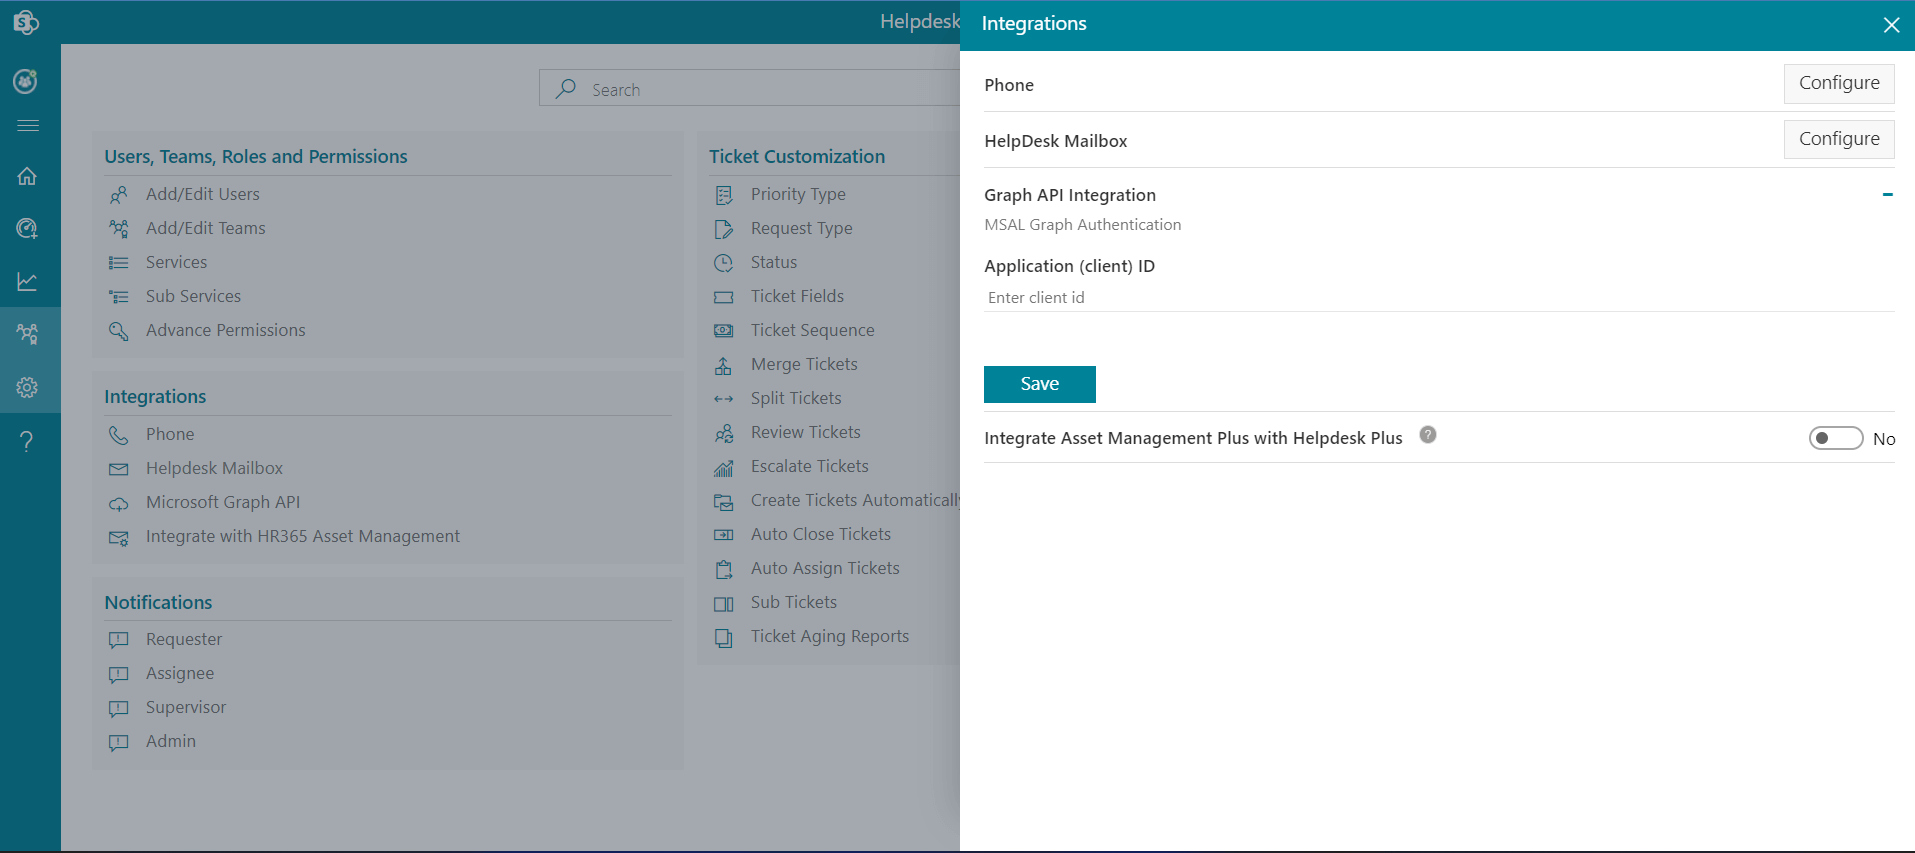 Helpdesk
Search
Users, Teams, Roles and Permissions
Add/Edit Users
Add/Edit Teams
Services
Sub Services
Advance Permissions
Integrations
Phone
Helpdesk Mailbox
Microsoft Graph API
Integrate with HR365 Asset Management
Notifications
Requester
Assignee
Supervisor
Admin
Ticket Customization
Priority Type
Request Type
Status
Ticket Fields
Ticket Sequence
Merge Tickets
Split Tickets
Review Tickets
Escalate Tickets
Create Tickets Automatically
Auto Close Tickets
Auto Assign Tickets
Sub Tickets
Ticket Aging Reports
Integrations
Phone
Configure
HelpDesk Mailbox
Configure
Graph API Integration
MSAL Graph Authentication
Application (client) ID
Enter client id
Save
Integrate Asset Management Plus with Helpdesk Plus ?
No